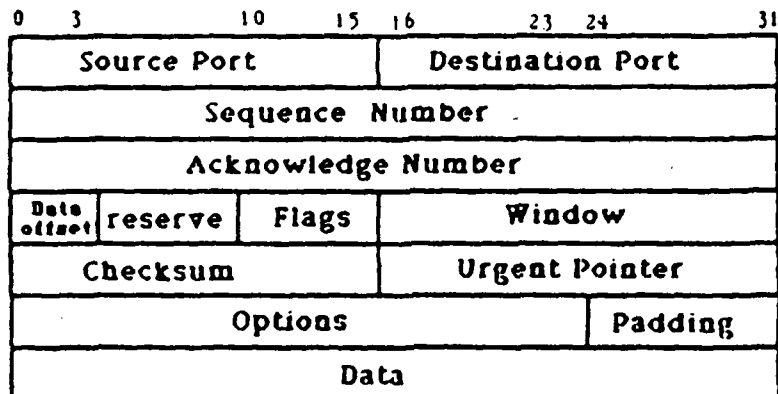 0 3 10 15 16 23 24 31
Source Port Destination Port
Sequence Number
Acknowledge Number
Data offset reserve Flags Window
Checksum Urgent Pointer
Options Padding
Data